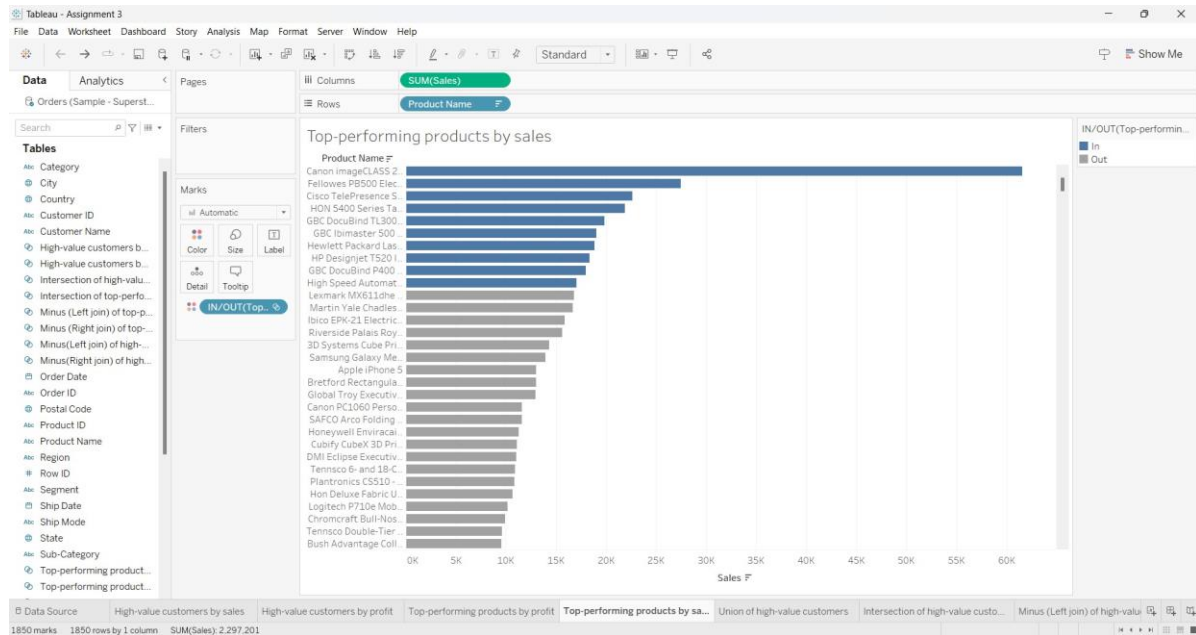 Tableau - Assignment 3
File Data Worksheet Dashboard Story Analysis Map Format Server Window Help
Standard
Show Me
Data Analytics
Pages
Columns
SUM(Sales)
Orders (Sample - Superst...
Rows
Product Name
Search
Filters
Tables
Abc Category
City
Country
Abc Customer ID
Abc Customer Name
High-value customers b...
High-value customers b...
Intersection of high-valu...
Intersection of top-perfo...
Minus (Left join) of top-p...
Minus (Right join) of top-...
Minus(Left join) of high-...
Minus(Right join) of high...
Order Date
Abc Order ID
Postal Code
Abc Product ID
Abc Product Name
Abc Region
# Row ID
Abc Segment
Ship Date
Abc Ship Mode
State
Abc Sub-Category
Top-performing product...
Top-performing product...
Marks
Automatic
Color Size Label
Detail Tooltip
IN/OUT(Top..
Top-performing products by sales
Product Name
Canon imageCLASS 2..
Fellowes PB500 Elec..
Cisco TelePresence S..
HON 5400 Series Ta..
GBC DocuBind TL300..
GBC Ibimaster 500 ..
Hewlett Packard Las..
HP Designjet T520 I..
GBC DocuBind P400 ..
High Speed Automat..
Lexmark MX611dhe ..
Martin Yale Chadles..
Ibico EPK-21 Electric..
Riverside Palais Roy..
3D Systems Cube Pri..
Samsung Galaxy Me..
Apple iPhone 5
Bretford Rectangula..
Global Troy Executiv..
Canon PC1060 Perso..
SAFCO Arco Folding ..
Honeywell Enviracai..
Cubify CubeX 3D Pri..
DMI Eclipse Executiv..
Tennsco 6- and 18-C..
Plantronics CS510 - ..
Hon Deluxe Fabric U..
Logitech P710e Mob..
Chromcraft Bull-Nos..
Tennsco Double-Tier ..
Bush Advantage Coll..
0K 5K 10K 15K 20K 25K 30K 35K 40K 45K 50K 55K 60K
Sales
IN/OUT(Top-performin...
In
Out
Data Source High-value customers by sales High-value customers by profit Top-performing products by profit Top-performing products by sa... Union of high-value customers Intersection of high-value custo... Minus (Left join) of high-valu
1850 marks 1850 rows by 1 column SUM(Sales): 2,297,201